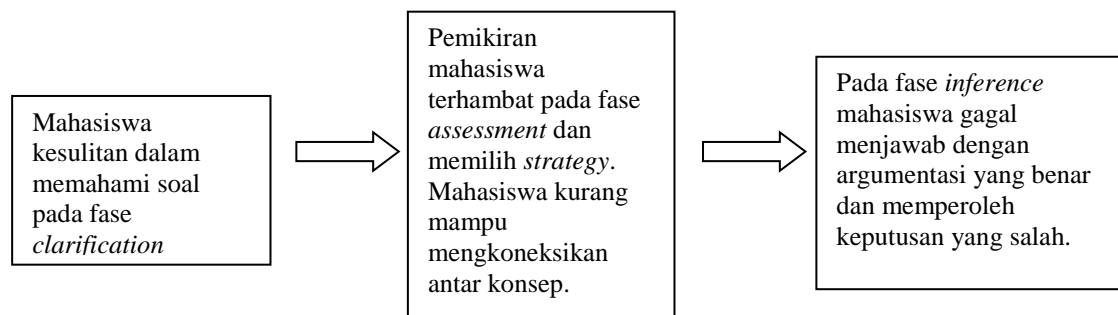 Mahasiswa
kesulitan dalam
memahami soal
pada fase
clarification
Pemikiran
mahasiswa
terhambat pada fase
assessment dan
memilih strategy.
Mahasiswa kurang
mampu
mengkoneksikan
antar konsep.
Pada fase inference
mahasiswa gagal
menjawab dengan
argumentasi yang benar
dan memperoleh
keputusan yang salah.